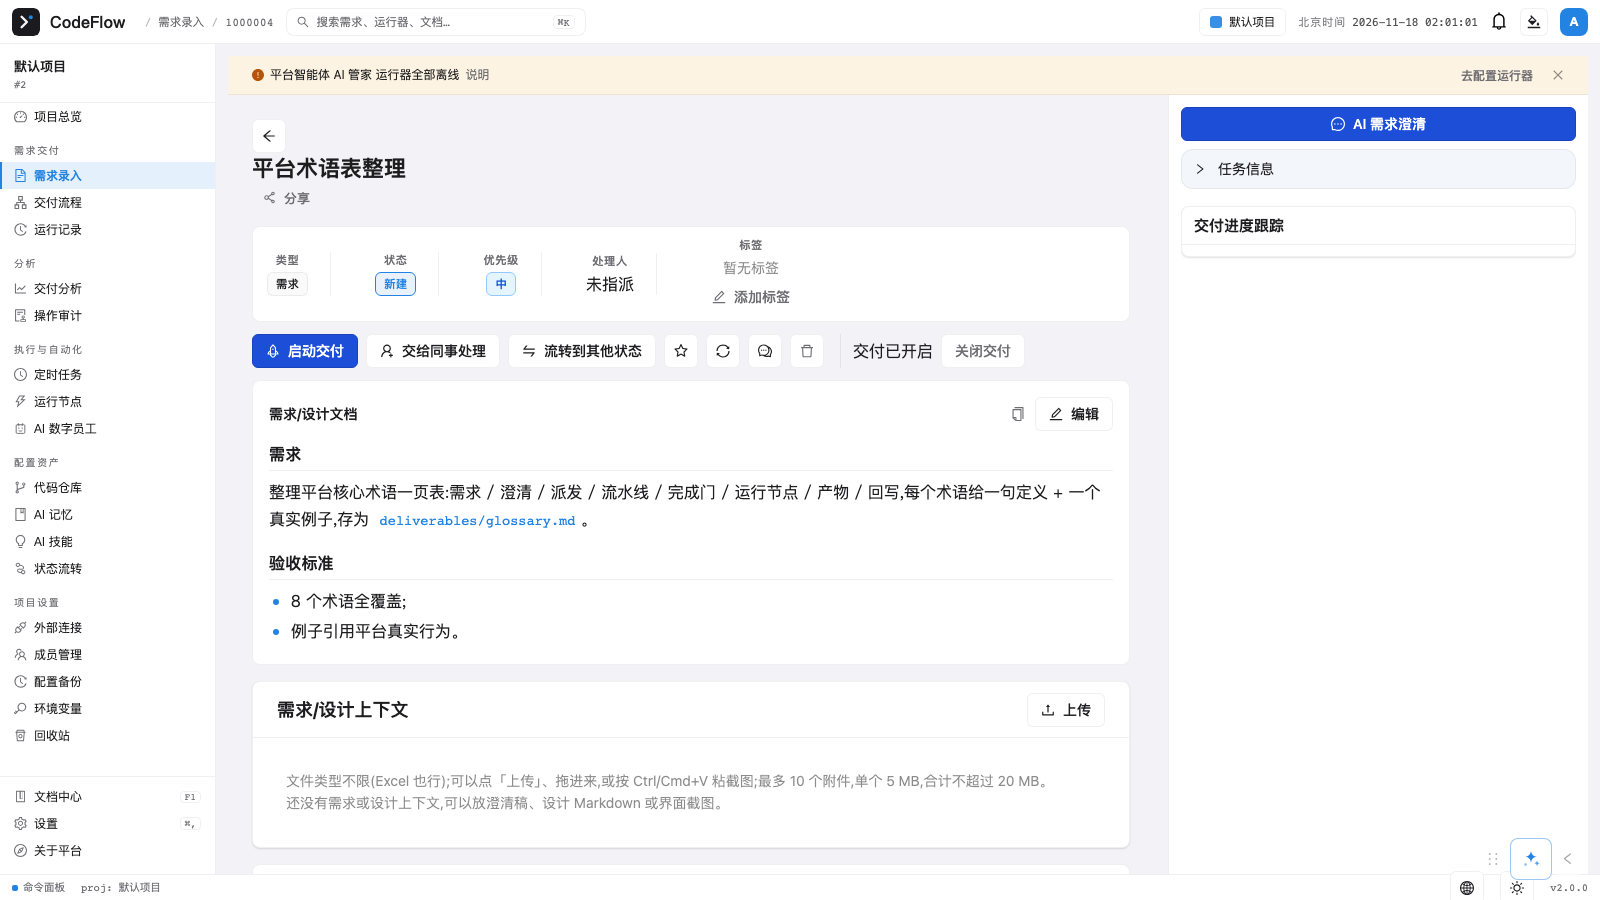 CodeFlow / 需求录入 / 1000004 搜索需求、运行器、文档... ⌘K 默认项目 北京时间 2026-11-18 02:01:01 A
默认项目
#2
项目总览
需求交付
需求录入
交付流程
运行记录
分析
交付分析
操作审计
执行与自动化
定时任务
运行节点
AI 数字员工
配置资产
代码仓库
AI 记忆
AI 技能
状态流转
项目设置
外部连接
成员管理
配置备份
环境变量
回收站
文档中心 F1
设置 ⌘,
关于平台
平台智能体 AI 管家 运行器全部离线 说明 去配置运行器
平台术语表整理
分享
类型 状态 优先级 处理人 标签
需求 新建 中 未指派 暂无标签
添加标签
启动交付 交给同事处理 流转到其他状态 交付已开启 关闭交付
需求/设计文档 编辑
需求
整理平台核心术语一页表:需求 / 澄清 / 派发 / 流水线 / 完成门 / 运行节点 / 产物 / 回写,每个术语给一句定义 + 一个
真实例子,存为 deliverables/glossary.md 。
验收标准
8 个术语全覆盖;
例子引用平台真实行为。
需求/设计上下文 上传
文件类型不限(Excel 也行);可以点「上传」、拖进来,或按 Ctrl/Cmd+V 粘截图;最多 10 个附件,单个 5 MB,合计不超过 20 MB。
还没有需求或设计上下文,可以放澄清稿、设计 Markdown 或界面截图。
AI 需求澄清
任务信息
交付进度跟踪
命令面板 proj: 默认项目 v2.0.0